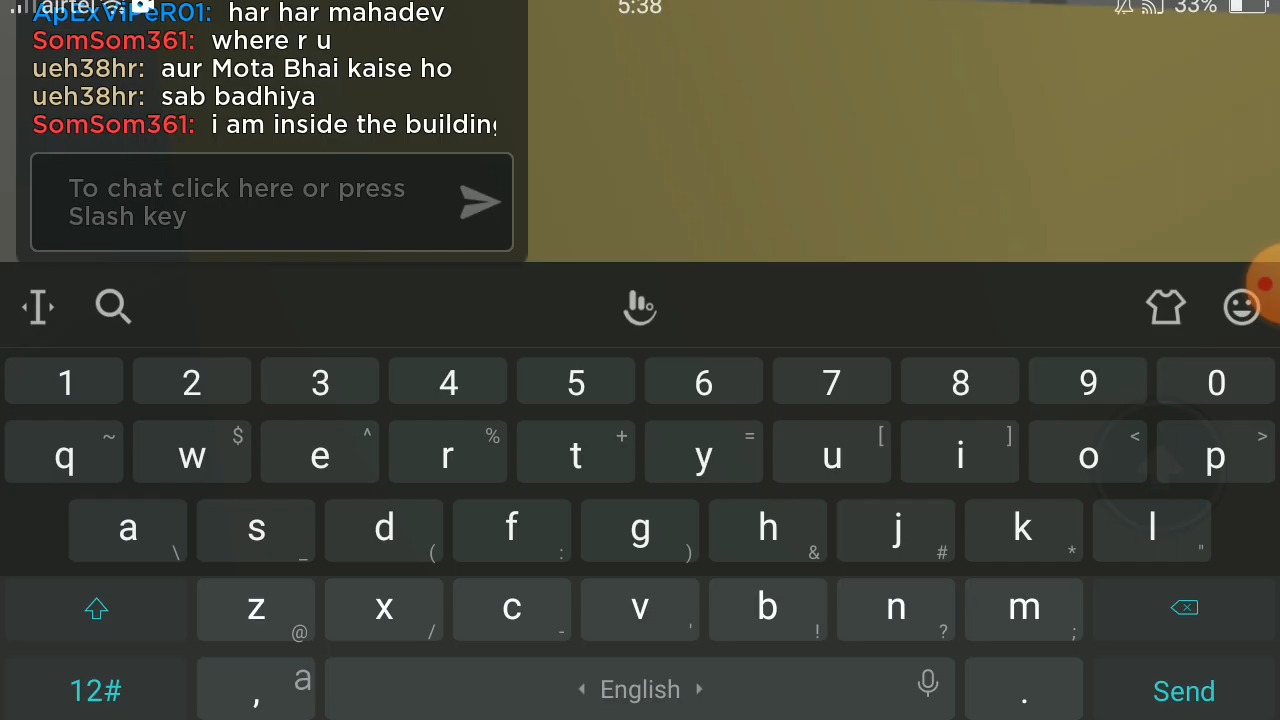 airtel 5:38 33%
ApExViPeR01: har har mahadev
SomSom361: where r u
ueh38hr: aur Mota Bhai kaise ho
ueh38hr: sab badhiya
SomSom361: i am inside the building
To chat click here or press
Slash key
1 2 3 4 5 6 7 8 9 0
q ~ w $ e ^ r % t + y = u [ i ] o < p >
a \ s _ d ( f : g ) h & j # k * l "
z @ x / c - v ' b ! n ? m ;
12# , a English . Send